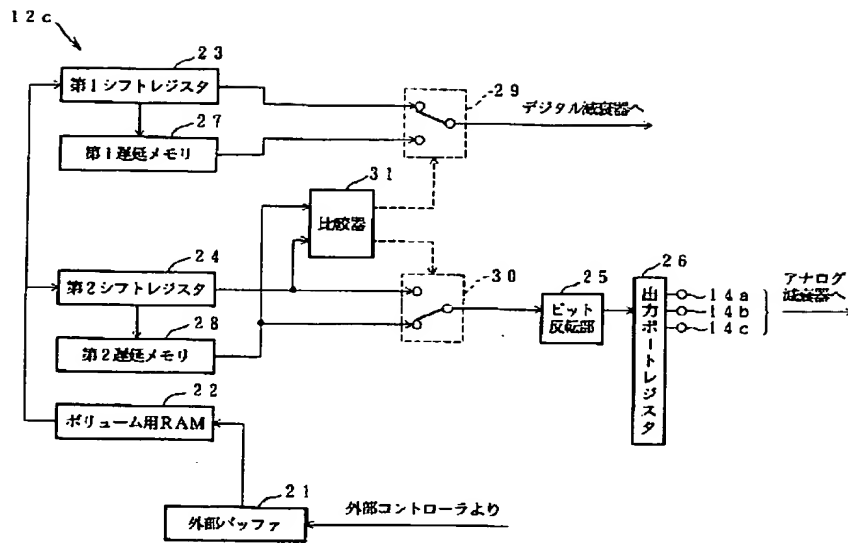 12c
23
第1シフトレジスタ
27
第1遅延メモリ
29
デジタル減衰器へ
31
比較器
24
第2シフトレジスタ
28
第2遅延メモリ
30
25
ビット
反転部
26
出力ポートレジスタ
14a
14b
14c
アナログ
減衰器へ
22
ボリューム用RAM
21
外部バッファ
外部コントローラより